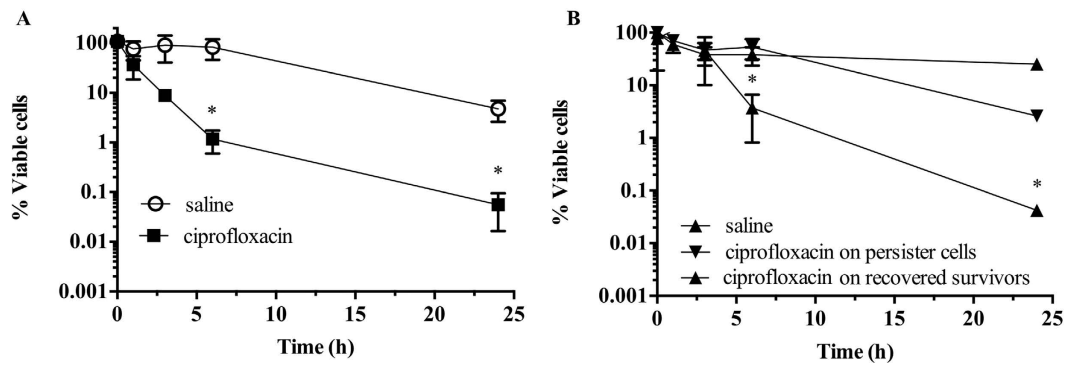 A
% Viable cells
100
10
1
0.1
0.01
0.001
*
*
saline
ciprofloxacin
0
5
10
15
20
25
Time (h)
B
% Viable cells
100
10
1
0.1
0.01
0.001
*
*
saline
ciprofloxacin on persister cells
ciprofloxacin on recovered survivors
0
5
10
15
20
25
Time (h)